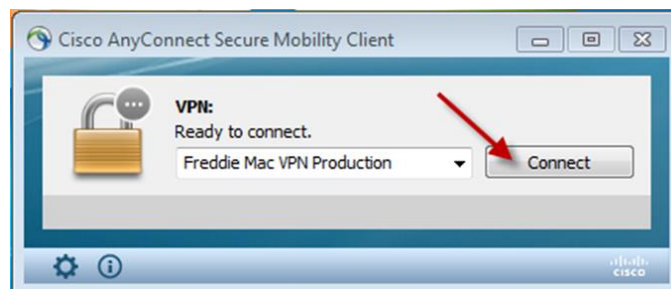 Cisco AnyConnect Secure Mobility Client
VPN:
Ready to connect.
Freddie Mac VPN Production
Connect
cisco